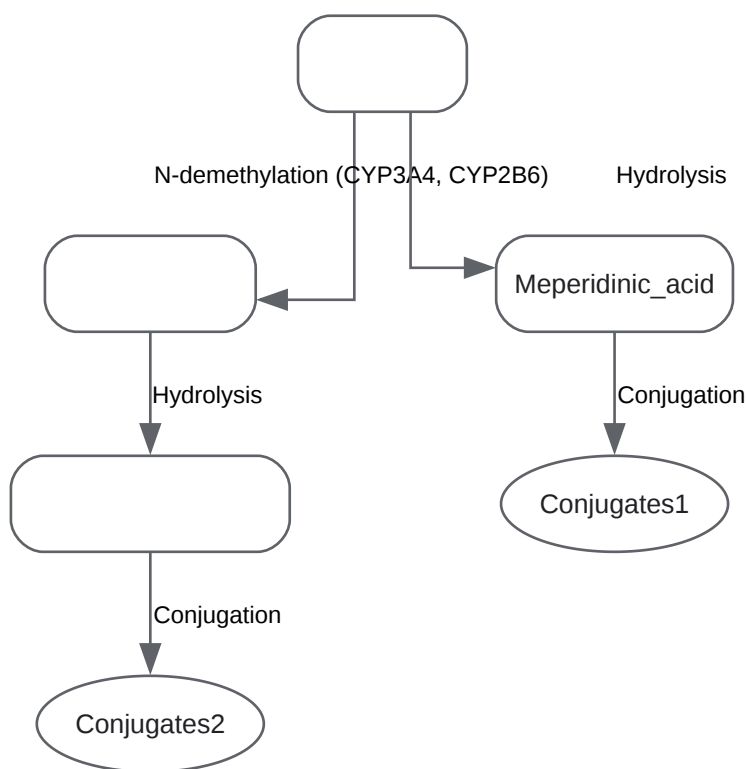 N-demethylation (CYP3A4, CYP2B6)
Hydrolysis
Meperidinic_acid
Hydrolysis
Conjugation
Conjugates1
Conjugation
Conjugates2